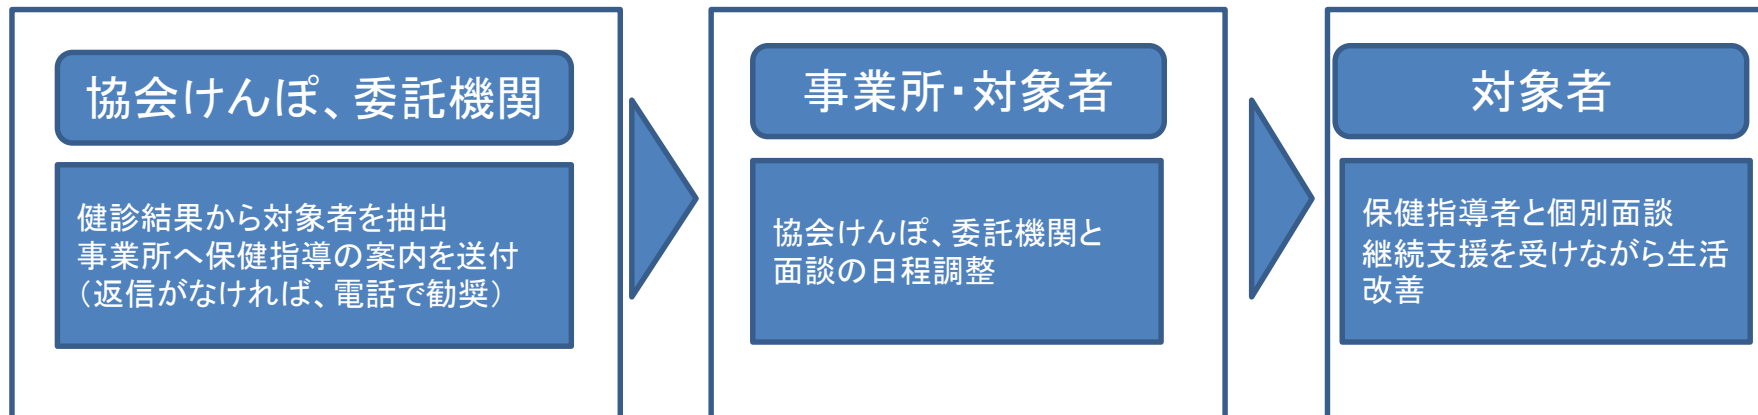 協会けんぽ、委託機関
健診結果から対象者を抽出
事業所へ保健指導の案内を送付
（返信がなければ、電話で勧奨）
事業所・対象者
協会けんぽ、委託機関と
面談の日程調整
対象者
保健指導者と個別面談
継続支援を受けながら生活
改善